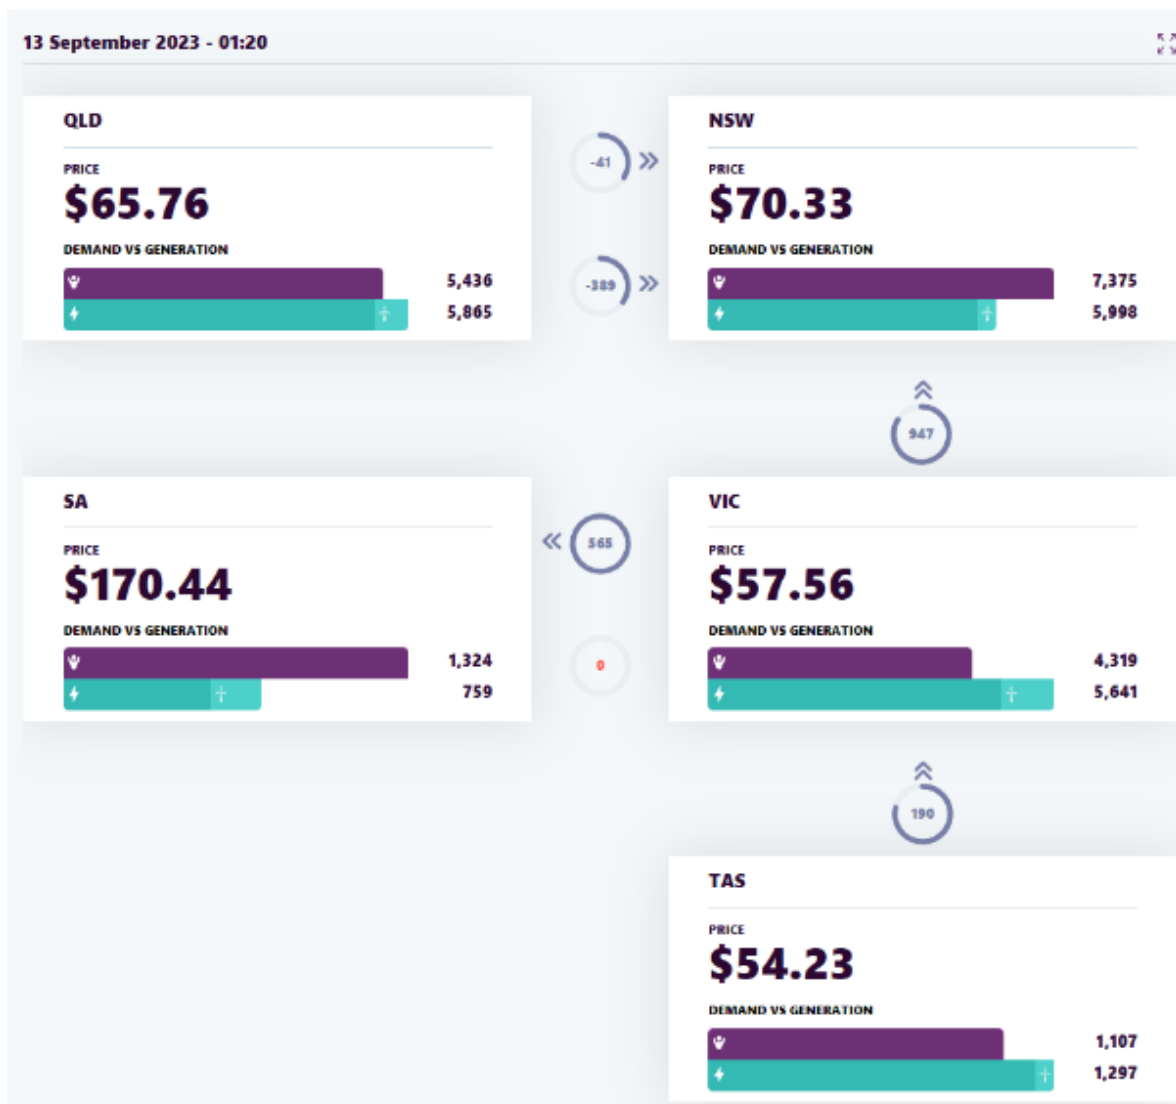 13 September 2023 - 01:20
QLD
PRICE
$65.76
DEMAND VS GENERATION
5,436
5,865
-41
-389
NSW
PRICE
$70.33
DEMAND VS GENERATION
7,375
5,998
947
SA
PRICE
$170.44
DEMAND VS GENERATION
1,324
759
565
0
VIC
PRICE
$57.56
DEMAND VS GENERATION
4,319
5,641
190
TAS
PRICE
$54.23
DEMAND VS GENERATION
1,107
1,297